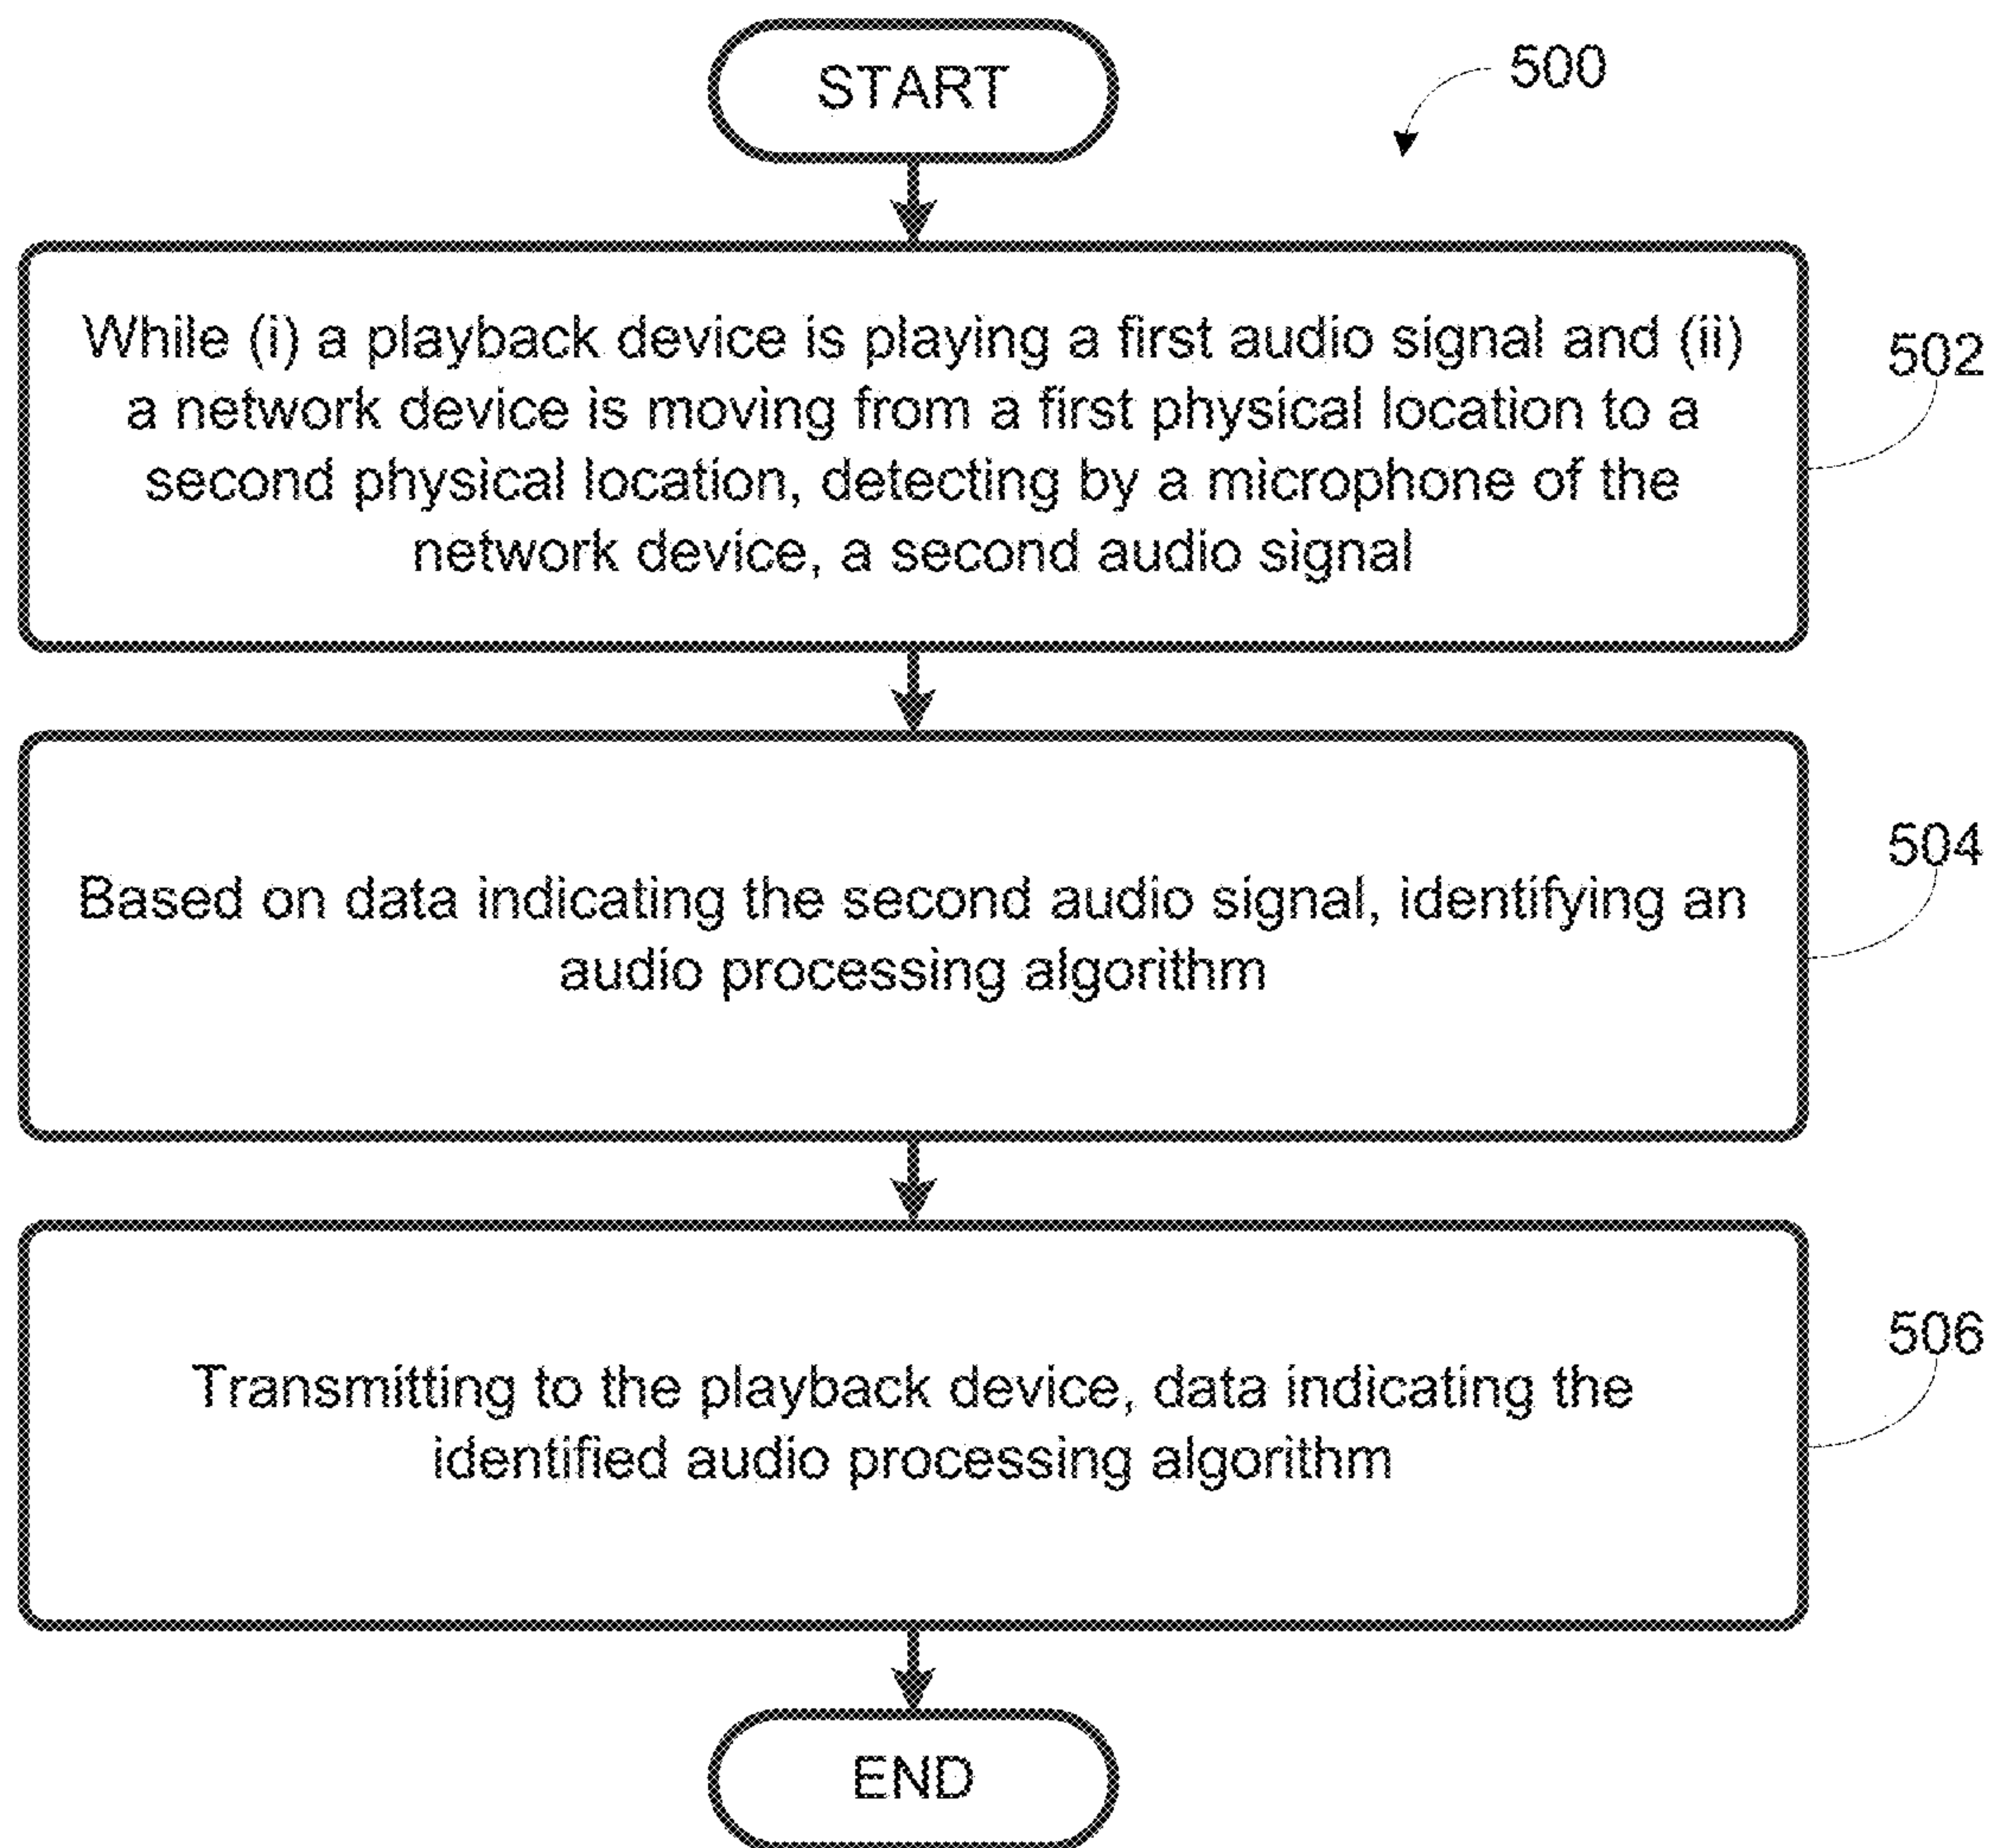 START
500
While (i) a playback device is playing a first audio signal and (ii)
a network device is moving from a first physical location to a
second physical location, detecting by a microphone of the
network device, a second audio signal
502
Based on data indicating the second audio signal, identifying an
audio processing algorithm
504
Transmitting to the playback device, data indicating the
identified audio processing algorithm
506
END